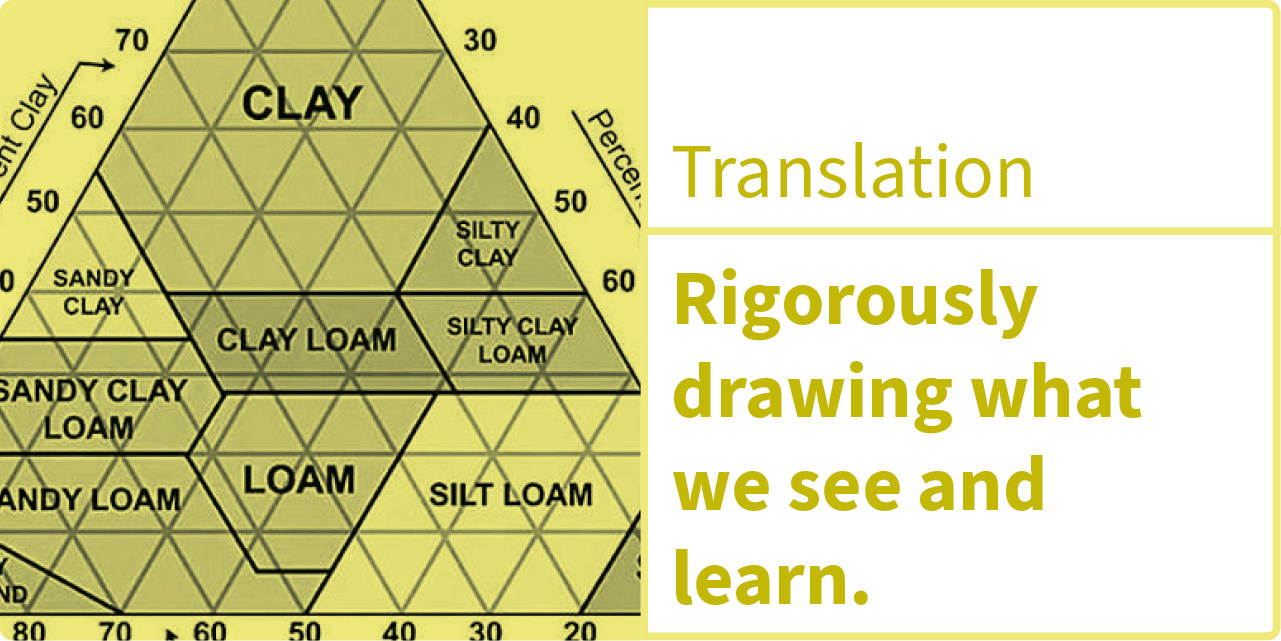 70
30
CLAY
60
40
ent Clay
Percen
50
50
SILTY
CLAY
SANDY
CLAY
0
60
CLAY LOAM
SILTY CLAY
LOAM
SANDY CLAY
LOAM
LOAM
ANDY LOAM
SILT LOAM
Y
ND
80
70
60
50
40
30
20
Translation
Rigorously
drawing what
we see and
learn.